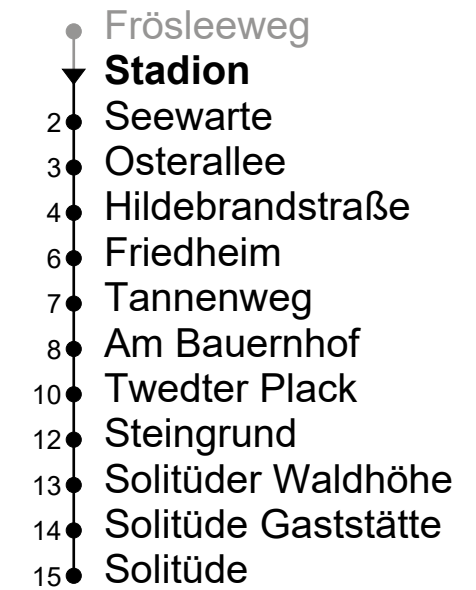 Frösleeweg
Stadion
2 Seewarte
3 Osterallee
4 Hildebrandstraße
6 Friedheim
7 Tannenweg
8 Am Bauernhof
10 Twedter Plack
12 Steingrund
13 Solitüder Waldhöhe
14 Solitüde Gaststätte
15 Solitüde